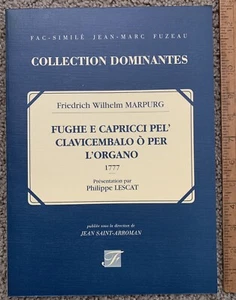 FAC-SIMILÉ JEAN-MARC FUZEAU
COLLECTION DOMINANTES
Friedrich Wilhelm MARPURG
FUGHE E CAPRICCI PEL'
CLAVICEMBALO Ò PER
L'ORGANO
1777
Présentation par
Philippe LESCAT
publiée sous la direction de
JEAN SAINT-ARROMAN